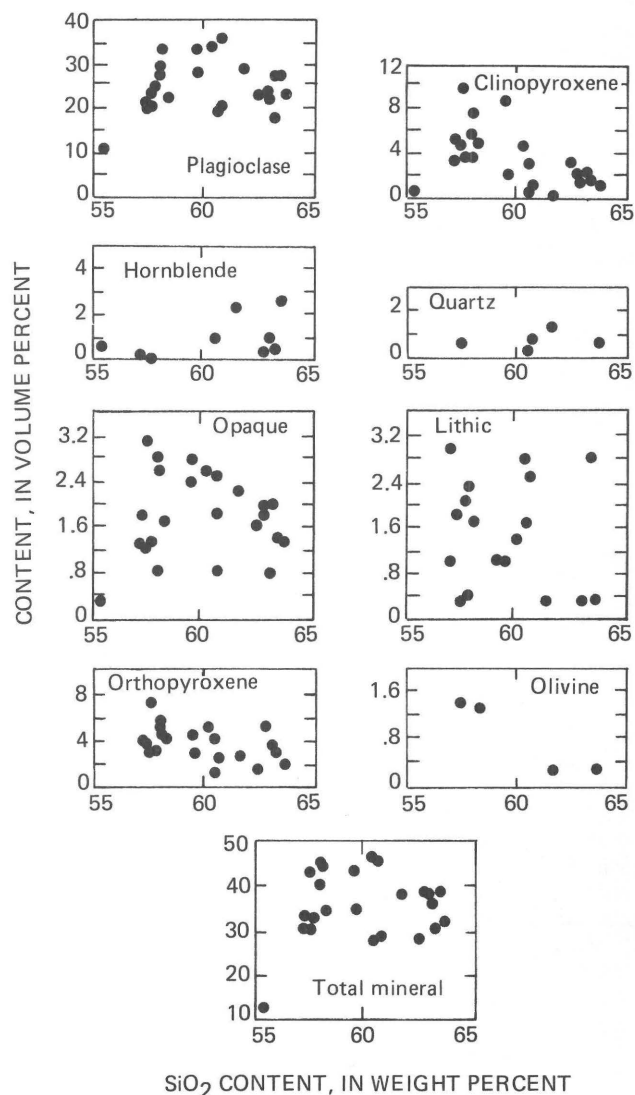 CONTENT, IN VOLUME PERCENT
40
30
20
10
0
Plagioclase
55 60 65
12
8
4
0
Clinopyroxene
55 60 65
4
2
0
Hornblende
55 60 65
2
0
Quartz
55 60 65
3.2
2.4
1.6
.8
0
Opaque
55 60 65
3.2
2.4
1.6
.8
0
Lithic
55 60 65
8
4
0
Orthopyroxene
55 60 65
1.6
.8
0
Olivine
55 60 65
50
40
30
20
10
Total mineral
55 60 65
SiO₂ CONTENT, IN WEIGHT PERCENT